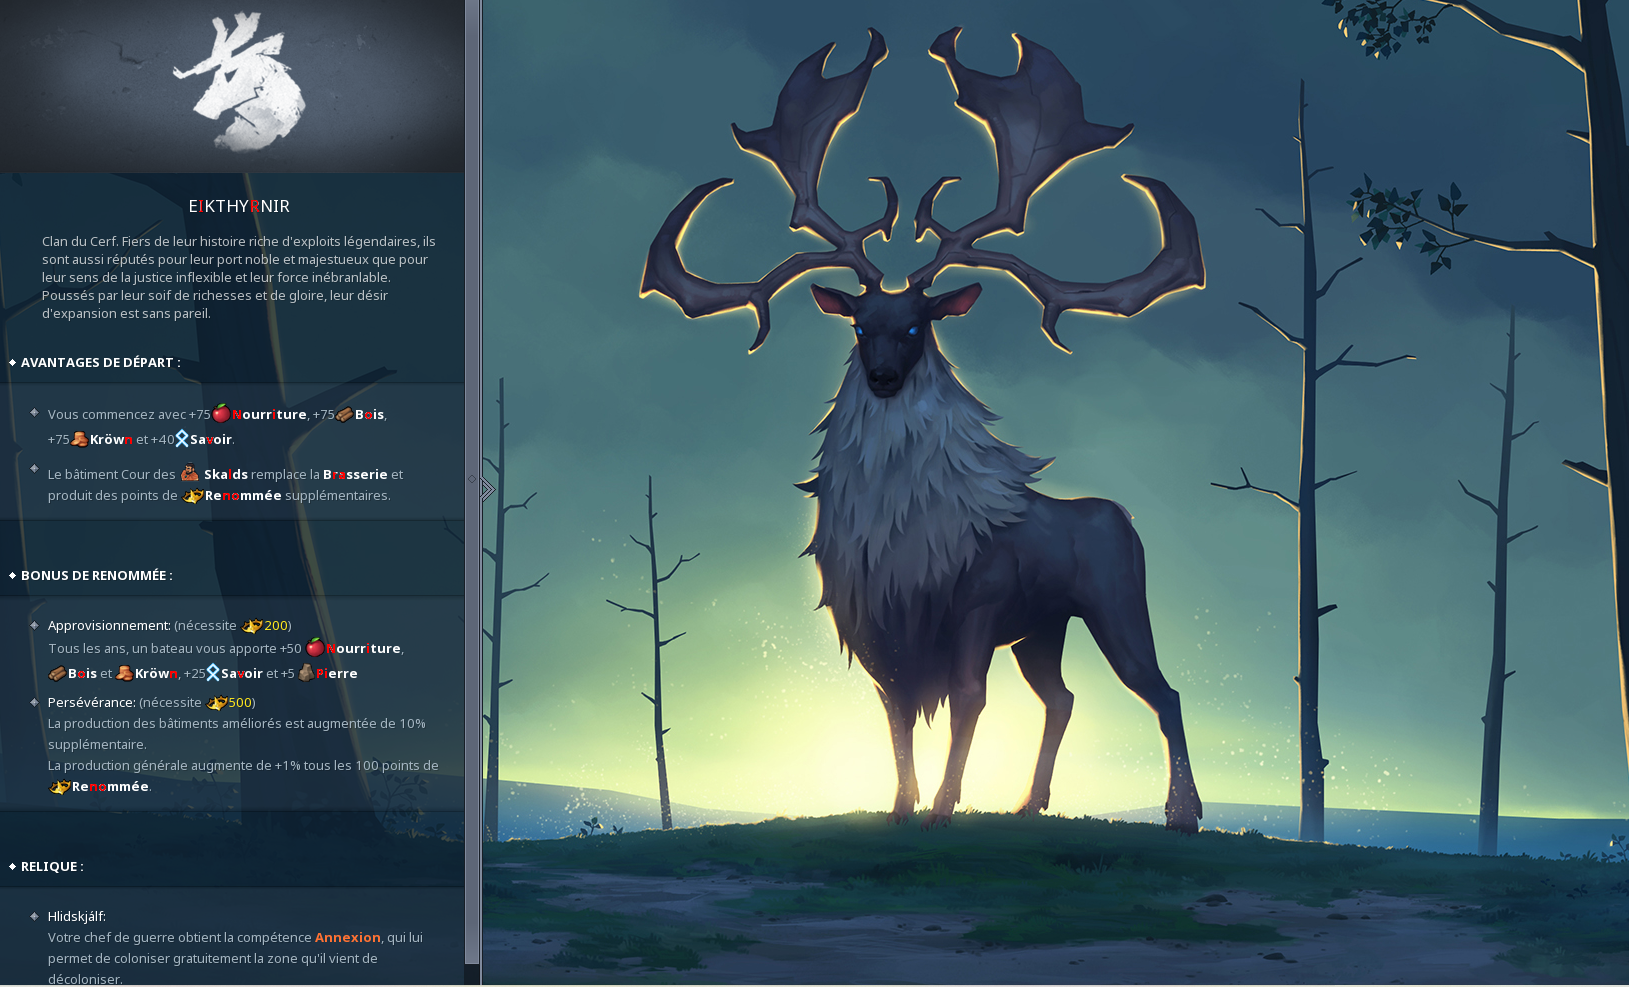 EIKTHYRNIR
Clan du Cerf. Fiers de leur histoire riche d'exploits légendaires, ils
sont aussi réputés pour leur port noble et majestueux que pour
leur sens de la justice inflexible et leur force inébranlable.
Poussés par leur soif de richesses et de gloire, leur désir
d'expansion est sans pareil.
AVANTAGES DE DÉPART :
Vous commencez avec +75 Nourriture, +75 Bois,
+75 Kröwn et +40 Savoir.
Le bâtiment Cour des Skalds remplace la Brasserie et
produit des points de Renommée supplémentaires.
BONUS DE RENOMMÉE :
Approvisionnement: (nécessite 200)
Tous les ans, un bateau vous apporte +50 Nourriture,
Bois et Kröwn, +25 Savoir et +5 Pierre
Persévérance: (nécessite 500)
La production des bâtiments améliorés est augmentée de 10%
supplémentaire.
La production générale augmente de +1% tous les 100 points de
Renommée.
RELIQUE :
Hlidskjálf:
Votre chef de guerre obtient la compétence Annexion, qui lui
permet de coloniser gratuitement la zone qu'il vient de
décoloniser.